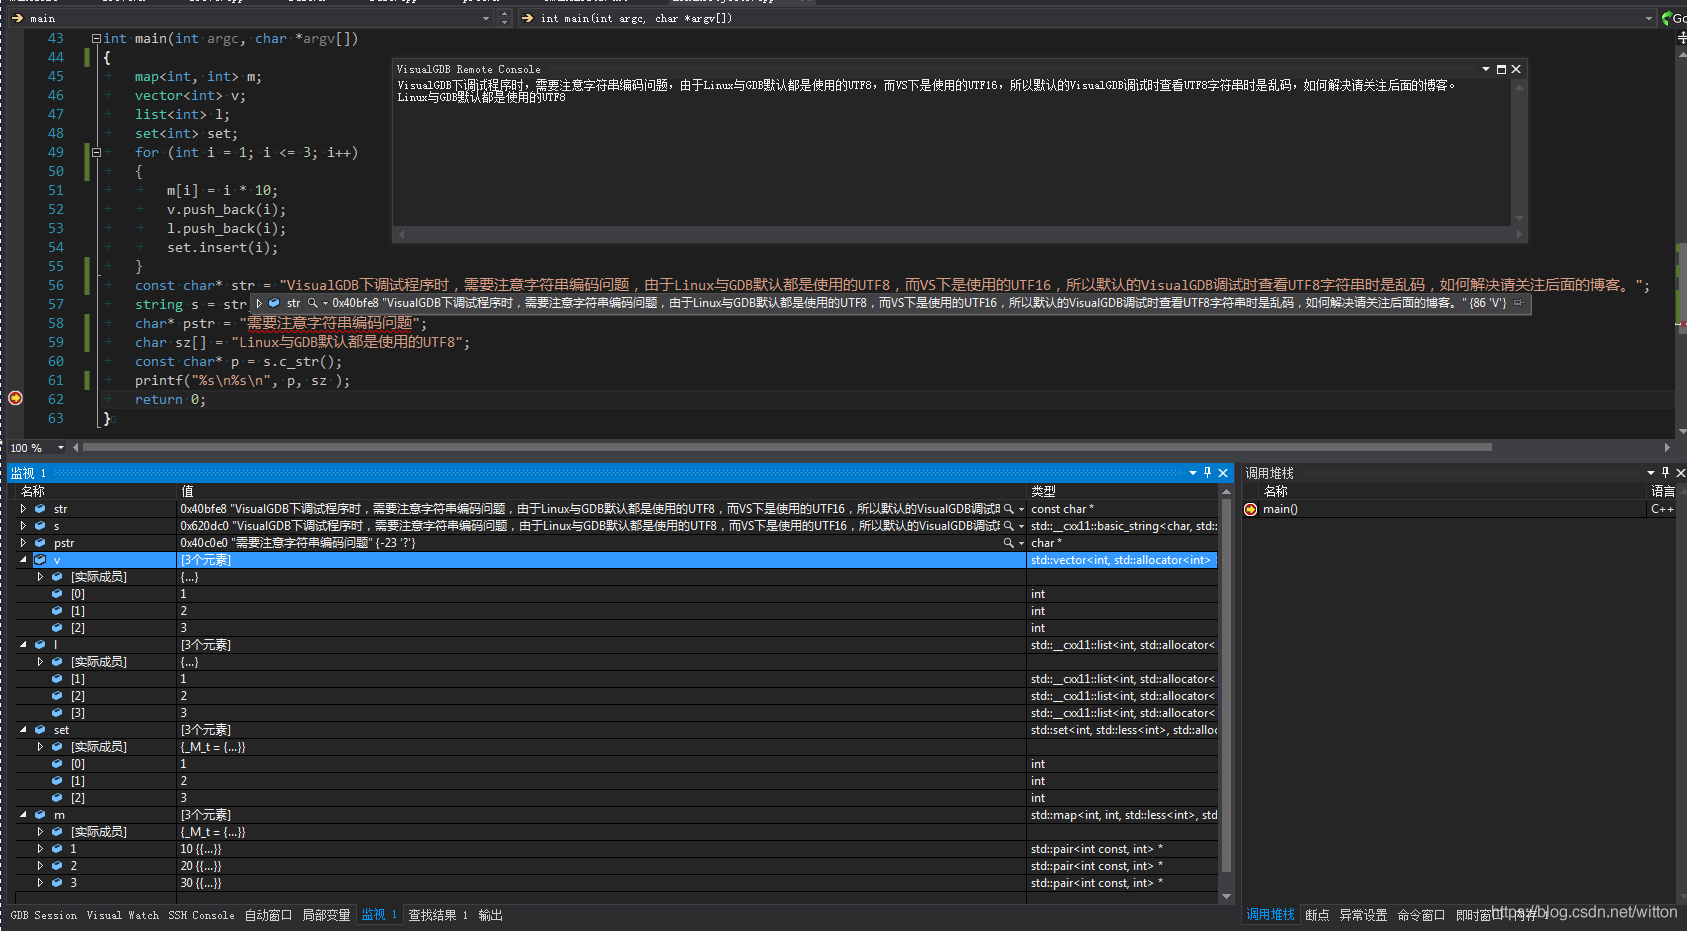 main
int main(int argc, char *argv[])
Go
43 int main(int argc, char *argv[])
44 {
45 map<int, int> m;
46 vector<int> v;
47 list<int> l;
48 set<int> set;
49 for (int i = 1; i <= 3; i++)
50 {
51 m[i] = i * 10;
52 v.push_back(i);
53 l.push_back(i);
54 set.insert(i);
55 }
56 const char* str = "VisualGDB下调试程序时，需要注意字符串编码问题，由于Linux与GDB默认都是使用的UTF8，而VS下是使用的UTF16，所以默认的VisualGDB调试时查看UTF8字符串时是乱码，如何解决请关注后面的博客。";
57 string s = str
str 0x40bfe8 "VisualGDB下调试程序时，需要注意字符串编码问题，由于Linux与GDB默认都是使用的UTF8，而VS下是使用的UTF16，所以默认的VisualGDB调试时查看UTF8字符串时是乱码，如何解决请关注后面的博客。" {86 'V'}
58 char* pstr = "需要注意字符串编码问题";
59 char sz[] = "Linux与GDB默认都是使用的UTF8";
60 const char* p = s.c_str();
61 printf("%s\n%s\n", p, sz );
62 return 0;
63 }
VisualGDB Remote Console
VisualGDB下调试程序时，需要注意字符串编码问题，由于Linux与GDB默认都是使用的UTF8，而VS下是使用的UTF16，所以默认的VisualGDB调试时查看UTF8字符串时是乱码，如何解决请关注后面的博客。
Linux与GDB默认都是使用的UTF8
100 %
监视 1
名称 值 类型
str 0x40bfe8 "VisualGDB下调试程序时，需要注意字符串编码问题，由于Linux与GDB默认都是使用的UTF8，而VS下是使用的UTF16，所以默认的VisualGDB调试 const char *
s 0x620dc0 "VisualGDB下调试程序时，需要注意字符串编码问题，由于Linux与GDB默认都是使用的UTF8，而VS下是使用的UTF16，所以默认的VisualGDB调试 std::__cxx11::basic_string<char, std::
pstr 0x40c0e0 "需要注意字符串编码问题" {-23 '?'} char *
v [3个元素] std::vector<int, std::allocator<int>
[实际成员] {...}
[0] 1 int
[1] 2 int
[2] 3 int
l [3个元素] std::__cxx11::list<int, std::allocator<
[实际成员] {...}
[1] 1 std::__cxx11::list<int, std::allocator<
[2] 2 std::__cxx11::list<int, std::allocator<
[3] 3 std::__cxx11::list<int, std::allocator<
set [3个元素] std::set<int, std::less<int>, std::alloc
[实际成员] {_M_t = {...}}
[0] 1 int
[1] 2 int
[2] 3 int
m [3个元素] std::map<int, int, std::less<int>, std
[实际成员] {_M_t = {...}}
1 10 {{...}} std::pair<int const, int> *
2 20 {{...}} std::pair<int const, int> *
3 30 {{...}} std::pair<int const, int> *
GDB Session Visual Watch SSH Console 自动窗口 局部变量 监视 1 查找结果 1 输出
调用堆栈
名称 语言
main() C++
调用堆栈 断点 异常设置 命令窗口 即时窗口 内存 1
https://blog.csdn.net/witton